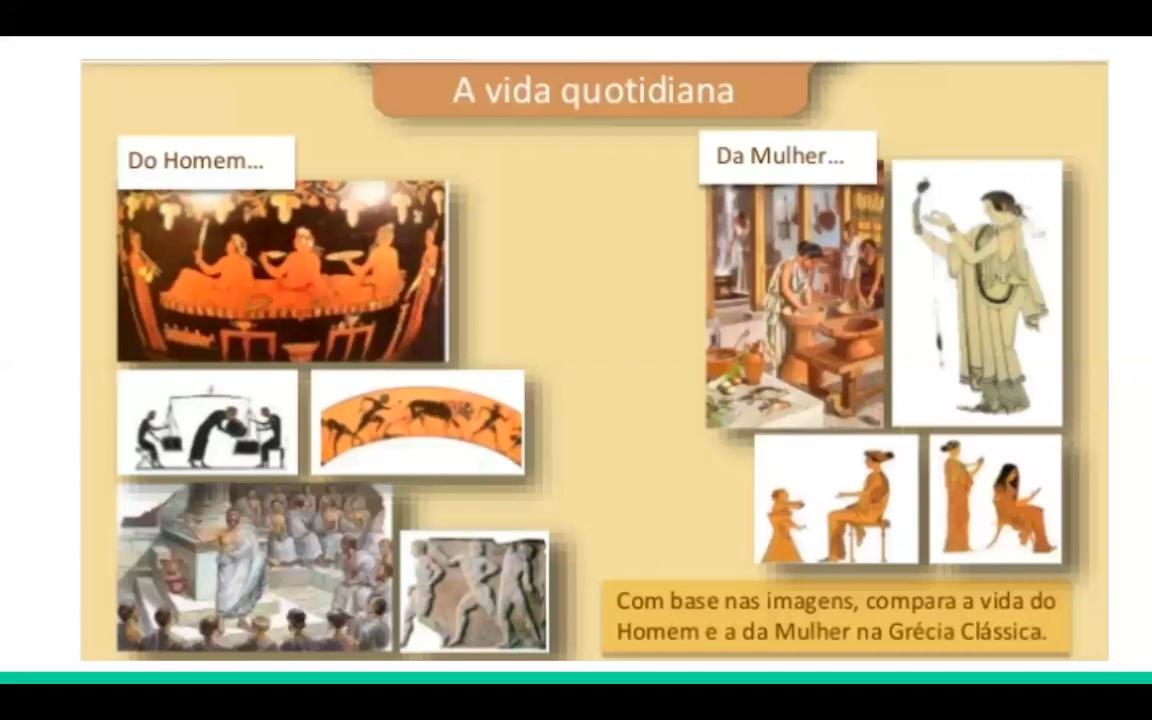 A vida quotidiana
Do Homem...
Da Mulher...
Com base nas imagens, compara a vida do
Homem e a da Mulher na Grécia Clássica.